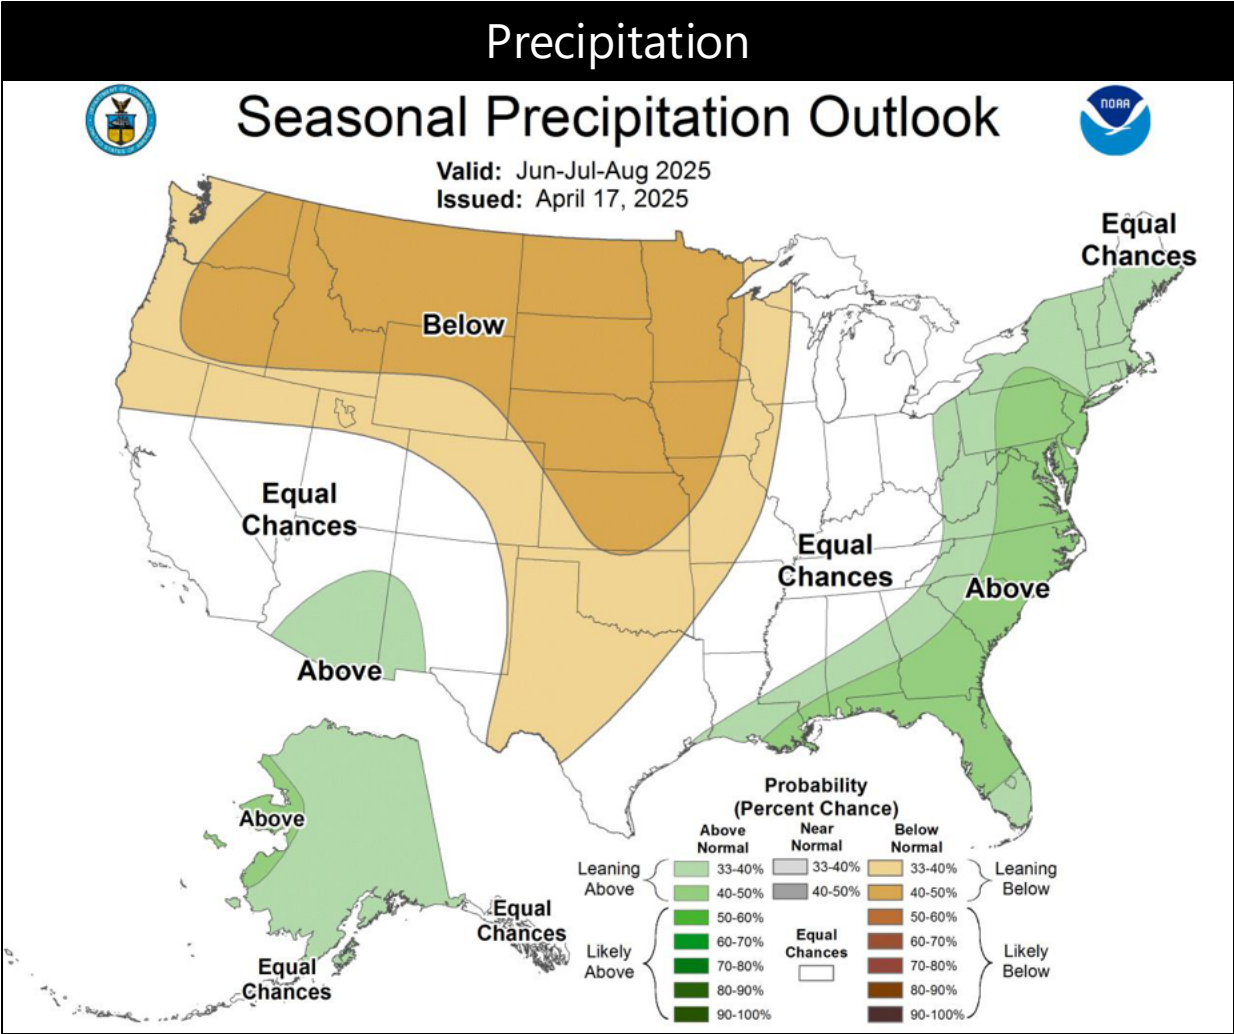 Precipitation
Seasonal Precipitation Outlook
NOAA
Valid: Jun-Jul-Aug 2025
Issued: April 17, 2025
Equal
Chances
Below
Equal
Chances
Equal
Chances
Above
Above
Above
Equal
Chances
Equal
Chances
Probability
(Percent Chance)
Above
Normal
Near
Normal
Below
Normal
Leaning
Above
33-40%
40-50%
33-40%
40-50%
33-40%
40-50%
Leaning
Below
Likely
Above
50-60%
60-70%
70-80%
80-90%
90-100%
Equal
Chances
50-60%
60-70%
70-80%
80-90%
90-100%
Likely
Below